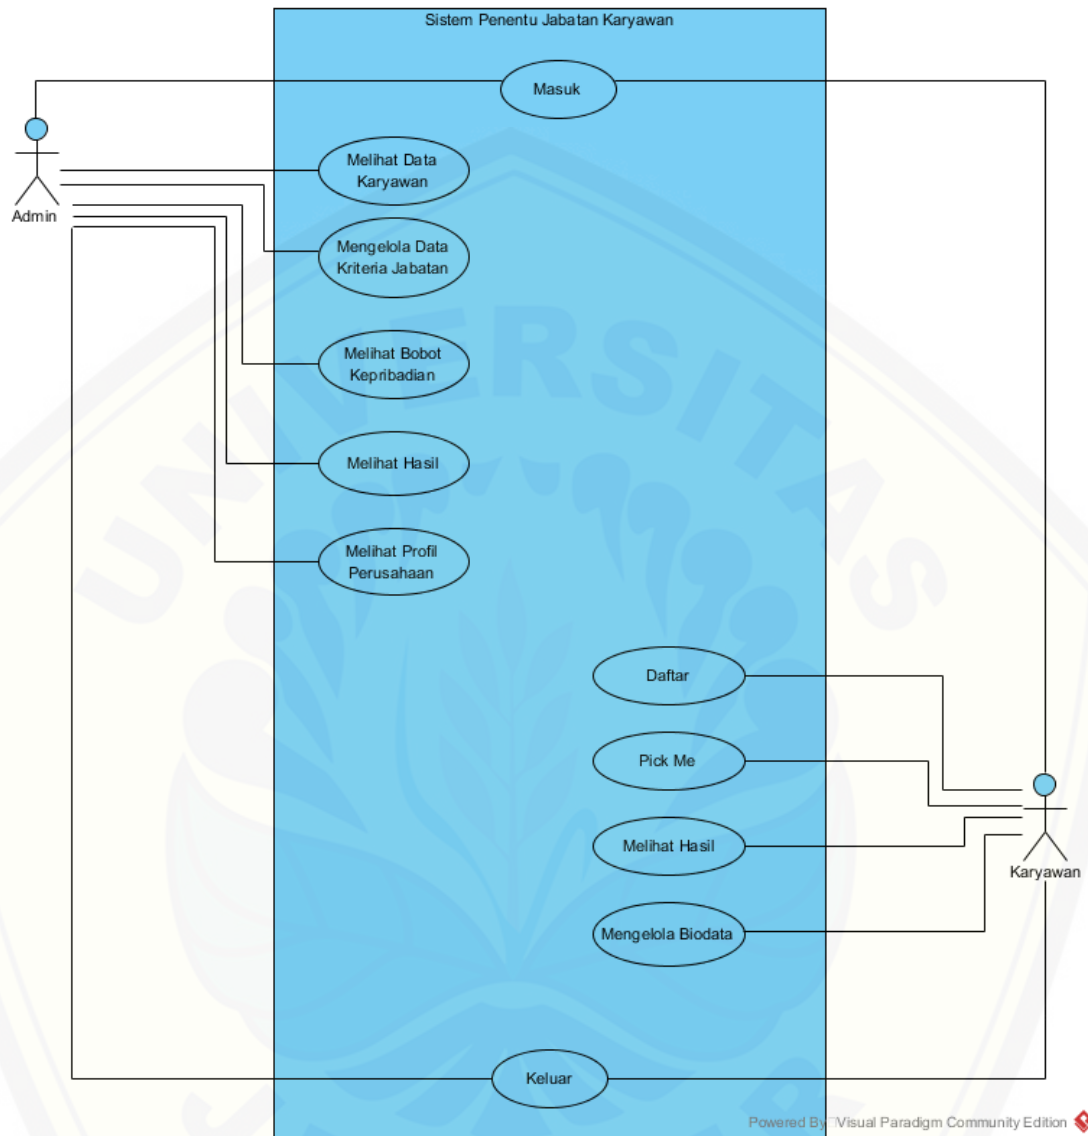 Sistem Penentu Jabatan Karyawan
Masuk
Admin
Melihat Data
Karyawan
Mengelola Data
Kriteria Jabatan
Melihat Bobot
Kepribadian
Melihat Hasil
Melihat Profil
Perusahaan
Daftar
Pick Me
Melihat Hasil
Mengelola Biodata
Karyawan
Keluar
UNIVERSITAS
Powered By Visual Paradigm Community Edition